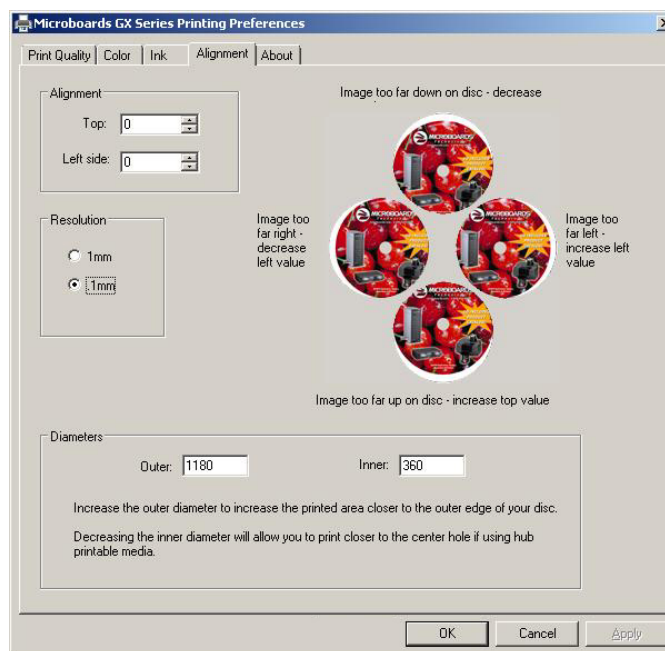 Microboards GX Series Printing Preferences
Print Quality Color Ink Alignment About
Alignment
Top: 0
Left side: 0
Resolution
1mm
.1mm
Image too far down on disc - decrease
MICROBOARDS
Image too
far right -
decrease
left value
MICROBOARDS
MICROBOARDS
Image too
far left -
increase left
value
MICROBOARDS
Image too far up on disc - increase top value
Diameters
Outer: 1180
Inner: 360
Increase the outer diameter to increase the printed area closer to the outer edge of your disc.
Decreasing the inner diameter will allow you to print closer to the center hole if using hub
printable media.
OK Cancel Apply